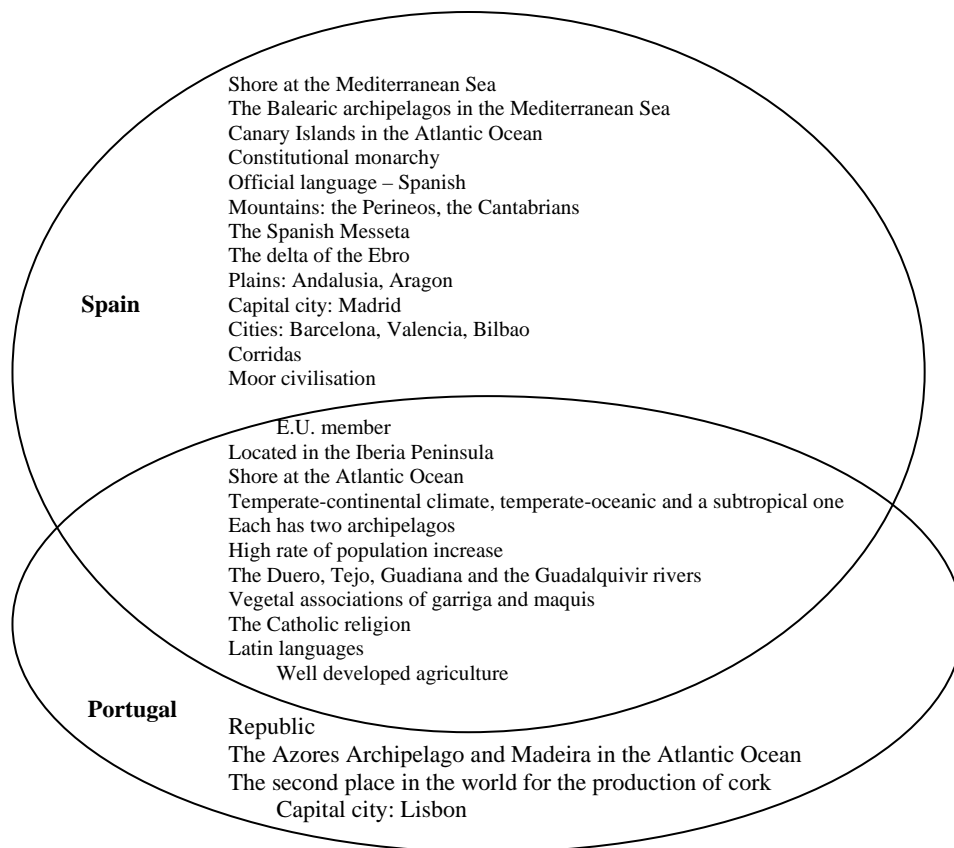 Shore at the Mediterranean Sea
The Balearic archipelagos in the Mediterranean Sea
Canary Islands in the Atlantic Ocean
Constitutional monarchy
Official language – Spanish
Mountains: the Perineos, the Cantabrians
The Spanish Messeta
The delta of the Ebro
Plains: Andalusia, Aragon
Spain
Capital city: Madrid
Cities: Barcelona, Valencia, Bilbao
Corridas
Moor civilisation
E.U. member
Located in the Iberia Peninsula
Shore at the Atlantic Ocean
Temperate-continental climate, temperate-oceanic and a subtropical one
Each has two archipelagos
High rate of population increase
The Duero, Tejo, Guadiana and the Guadalquivir rivers
Vegetal associations of garriga and maquis
The Catholic religion
Latin languages
Well developed agriculture
Portugal
Republic
The Azores Archipelago and Madeira in the Atlantic Ocean
The second place in the world for the production of cork
Capital city: Lisbon